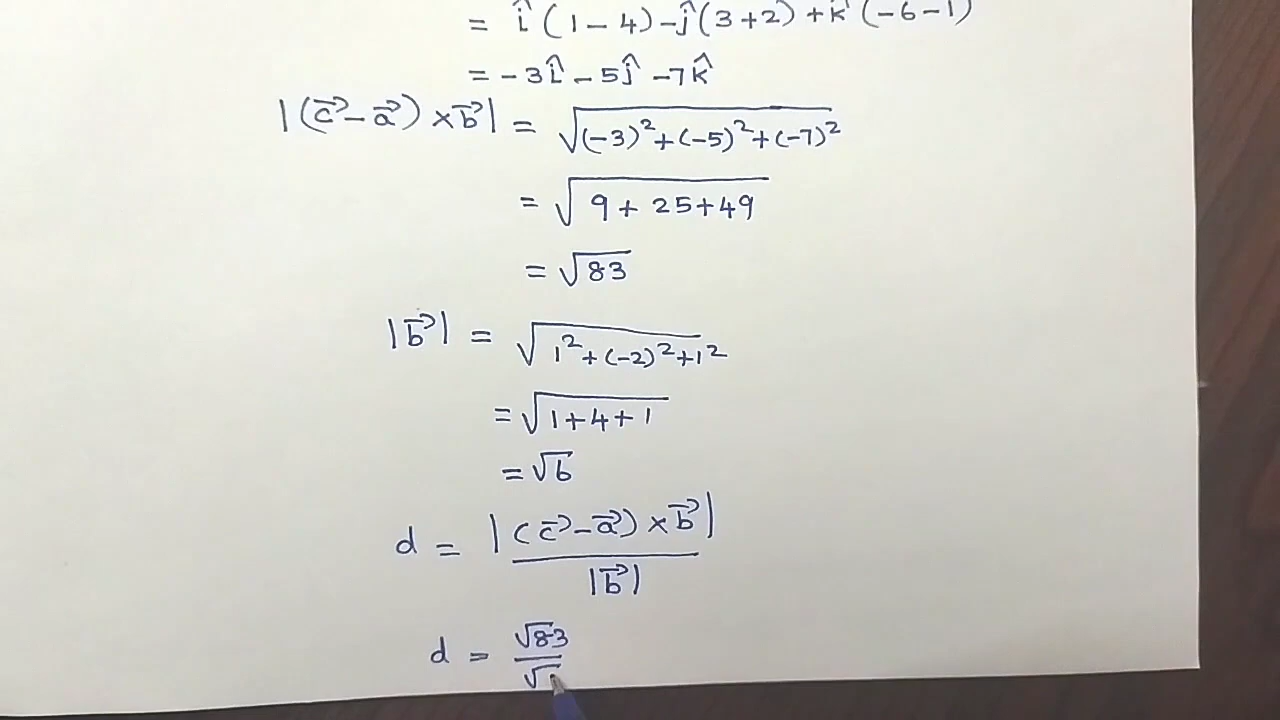 = î (1 - 4) - ĵ (3 + 2) + k̂ (-6 - 1)
= -3î - 5ĵ - 7k̂
|(c⃗ - a⃗) × b⃗| = √((-3)² + (-5)² + (-7)²)
= √(9 + 25 + 49)
= √83
|b⃗| = √(1² + (-2)² + 1²)
= √(1 + 4 + 1)
= √6
d = |(c⃗ - a⃗) × b⃗| / |b⃗|
d = √83 / √